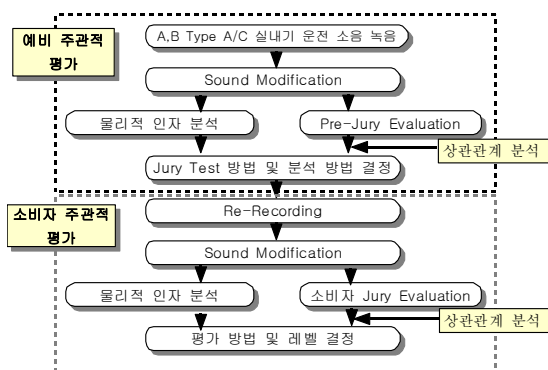 예비 주관적
평가
A,B Type A/C 실내기 운전 소음 녹음
Sound Modification
물리적 인자 분석
Pre-Jury Evaluation
상관관계 분석
Jury Test 방법 및 분석 방법 결정
소비자 주관적
평가
Re-Recording
Sound Modification
물리적 인자 분석
소비자 Jury Evaluation
상관관계 분석
평가 방법 및 레벨 결정